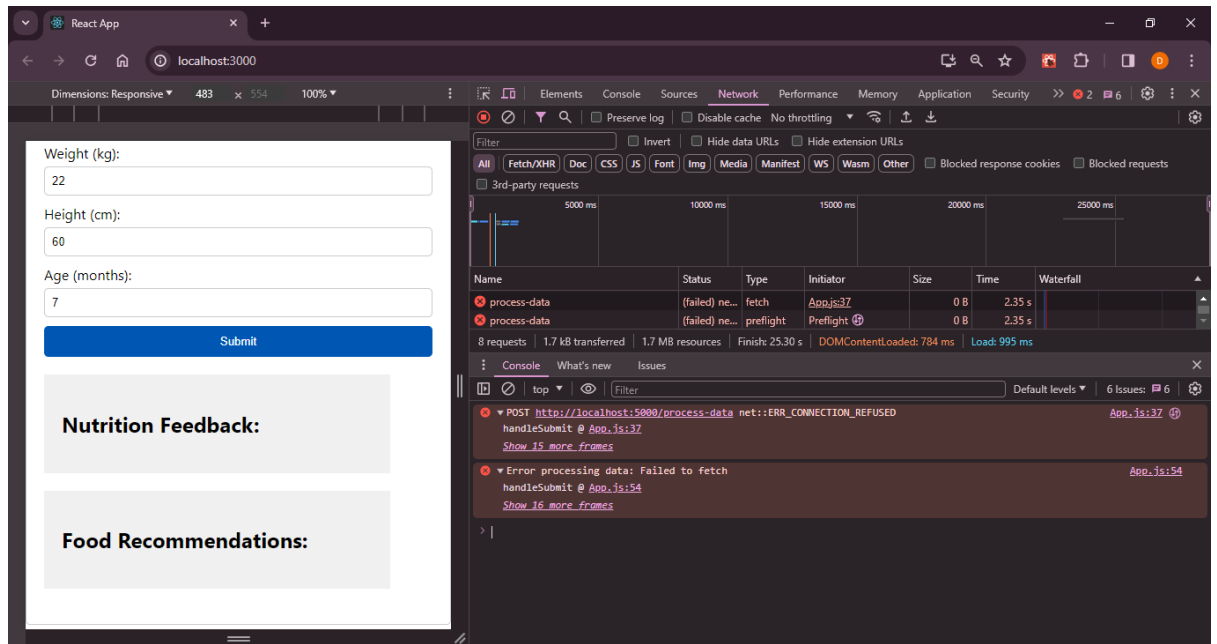 React App
localhost:3000
D
Dimensions: Responsive 483 x 554 100%
Elements Console Sources Network Performance Memory Application Security 2 6
Preserve log Disable cache No throttling
Filter Invert Hide data URLs Hide extension URLs
All Fetch/XHR Doc CSS JS Font Img Media Manifest WS Wasm Other Blocked response cookies Blocked requests
3rd-party requests
5000 ms 10000 ms 15000 ms 20000 ms 25000 ms
Name Status Type Initiator Size Time Waterfall
process-data (failed) ne... fetch App.js:37 0 B 2.35 s
process-data (failed) ne... preflight Preflight 0 B 2.35 s
8 requests 1.7 kB transferred 1.7 MB resources Finish: 25.30 s DOMContentLoaded: 784 ms Load: 995 ms
Console What's new Issues
top Filter Default levels 6 Issues: 6
POST http://localhost:5000/process-data net::ERR_CONNECTION_REFUSED App.js:37
handleSubmit @ App.js:37
Show 15 more frames
Error processing data: Failed to fetch App.js:54
handleSubmit @ App.js:54
Show 16 more frames
Weight (kg):
22
Height (cm):
60
Age (months):
7
Submit
Nutrition Feedback:
Food Recommendations: